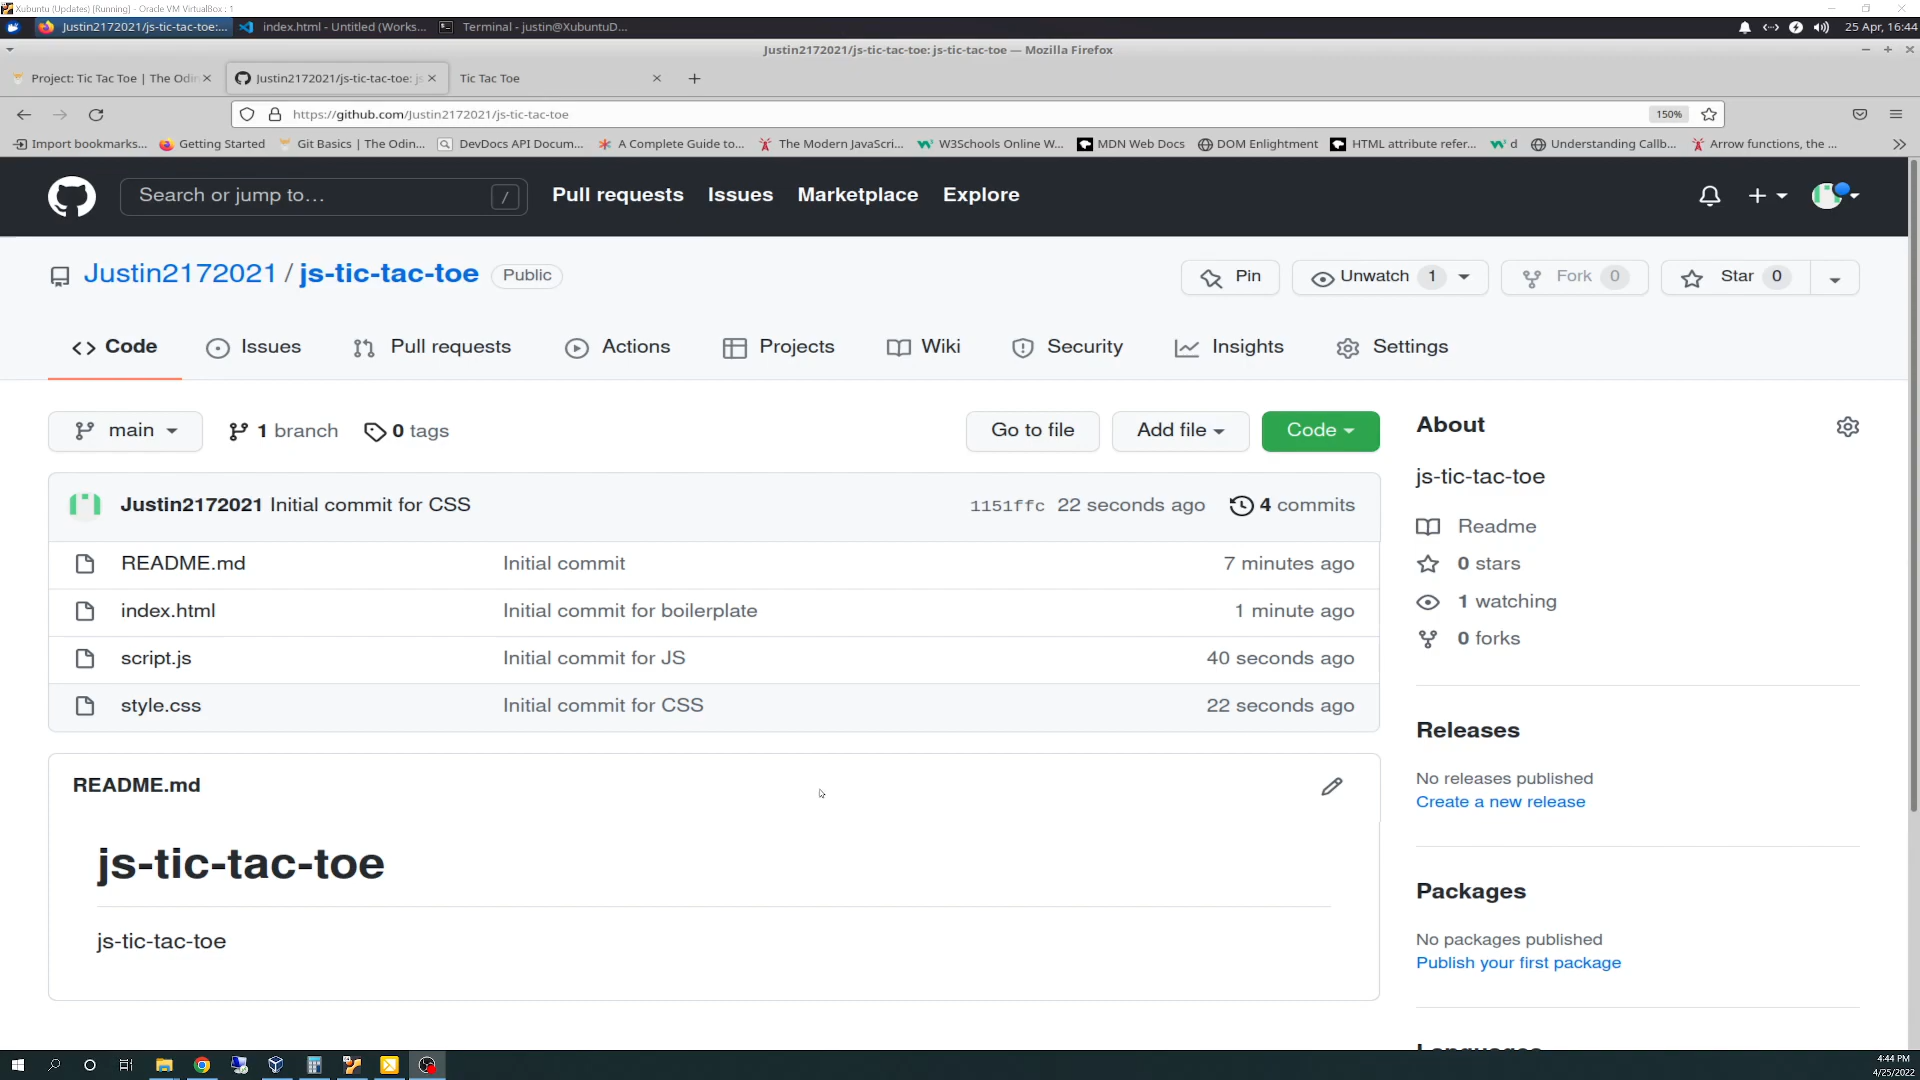 Xubuntu (Updates) [Running] - Oracle VM VirtualBox : 1
Justin2172021/js-tic-tac-toe:... index.html - Untitled (Works... Terminal - justin@XubuntuD... 25 Apr, 16:44
Justin2172021/js-tic-tac-toe: js-tic-tac-toe — Mozilla Firefox
Project: Tic Tac Toe | The Odin Justin2172021/js-tic-tac-toe: js Tic Tac Toe
https://github.com/Justin2172021/js-tic-tac-toe 150%
Import bookmarks... Getting Started Git Basics | The Odin... DevDocs API Docum... A Complete Guide to... The Modern JavaScri... W3Schools Online W... MDN Web Docs DOM Enlightment HTML attribute refer... d Understanding Callb... Arrow functions, the ...
Search or jump to… / Pull requests Issues Marketplace Explore
Justin2172021 / js-tic-tac-toe Public Pin Unwatch 1 Fork 0 Star 0
Code Issues Pull requests Actions Projects Wiki Security Insights Settings
main 1 branch 0 tags Go to file Add file Code
Justin2172021 Initial commit for CSS 1151ffc 22 seconds ago 4 commits
README.md Initial commit 7 minutes ago
index.html Initial commit for boilerplate 1 minute ago
script.js Initial commit for JS 40 seconds ago
style.css Initial commit for CSS 22 seconds ago
README.md
js-tic-tac-toe
js-tic-tac-toe
About
js-tic-tac-toe
Readme
0 stars
1 watching
0 forks
Releases
No releases published
Create a new release
Packages
No packages published
Publish your first package
Languages
4:44 PM
4/25/2022